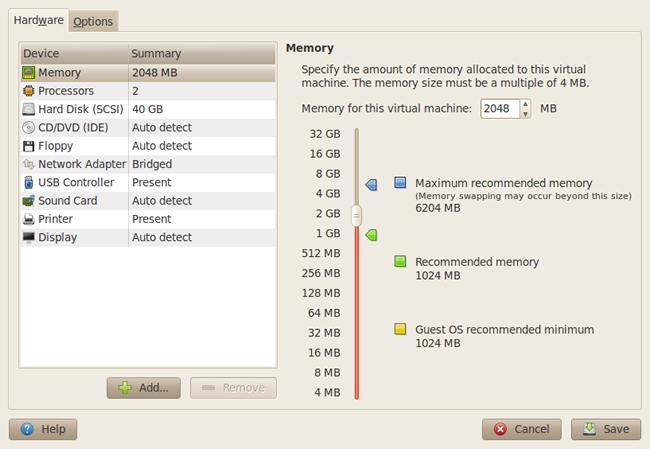 Hardware Options
Device Summary
Memory 2048 MB
Processors 2
Hard Disk (SCSI) 40 GB
CD/DVD (IDE) Auto detect
Floppy Auto detect
Network Adapter Bridged
USB Controller Present
Sound Card Auto detect
Printer Present
Display Auto detect
Add...
Remove
Memory
Specify the amount of memory allocated to this virtual
machine. The memory size must be a multiple of 4 MB.
Memory for this virtual machine: 2048 MB
32 GB
16 GB
8 GB
4 GB
2 GB
1 GB
512 MB
256 MB
128 MB
64 MB
32 MB
16 MB
8 MB
4 MB
Maximum recommended memory
(Memory swapping may occur beyond this size)
6204 MB
Recommended memory
1024 MB
Guest OS recommended minimum
1024 MB
Help
Cancel
Save